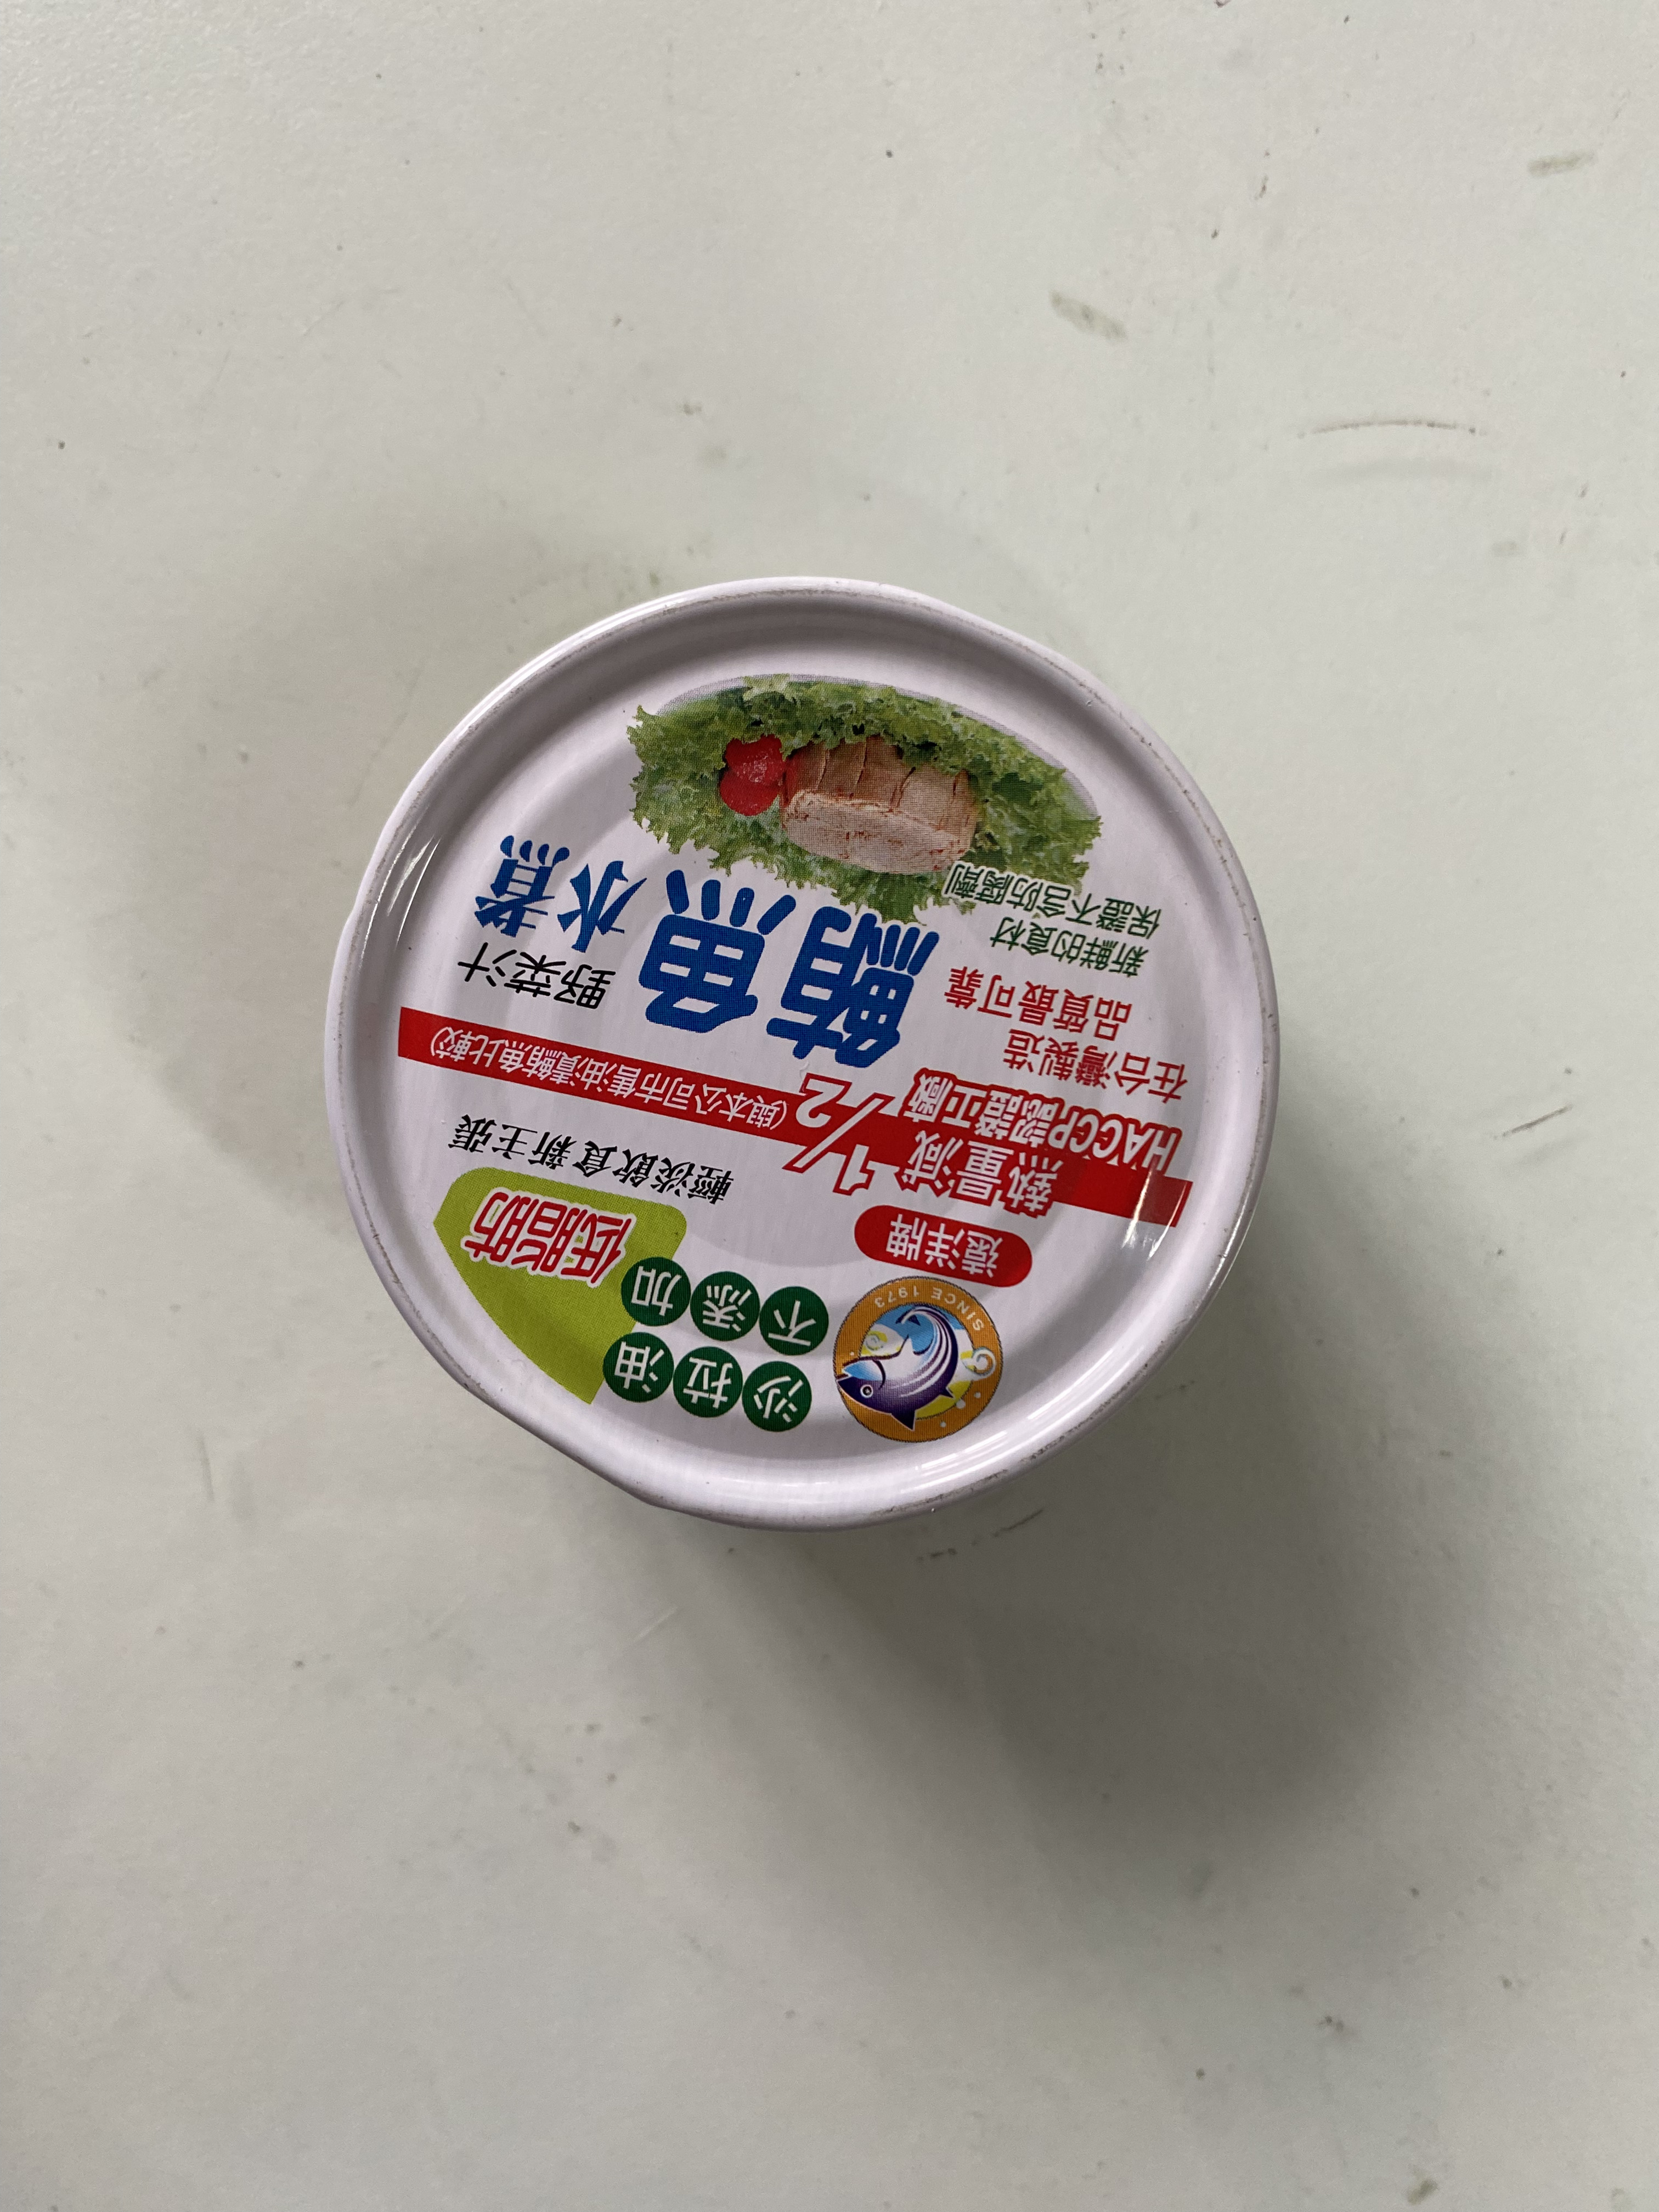 SINCE 1973
遠洋牌
沙拉油
不添加
低脂肪
輕淡飲食新主張
熱量減1/2(與本公司市售油漬鮪魚比較)
HACCP認證工廠
在台灣製造
品質最可靠
新鮮的食材
保證不含防腐劑
鮪魚
野菜汁
水煮